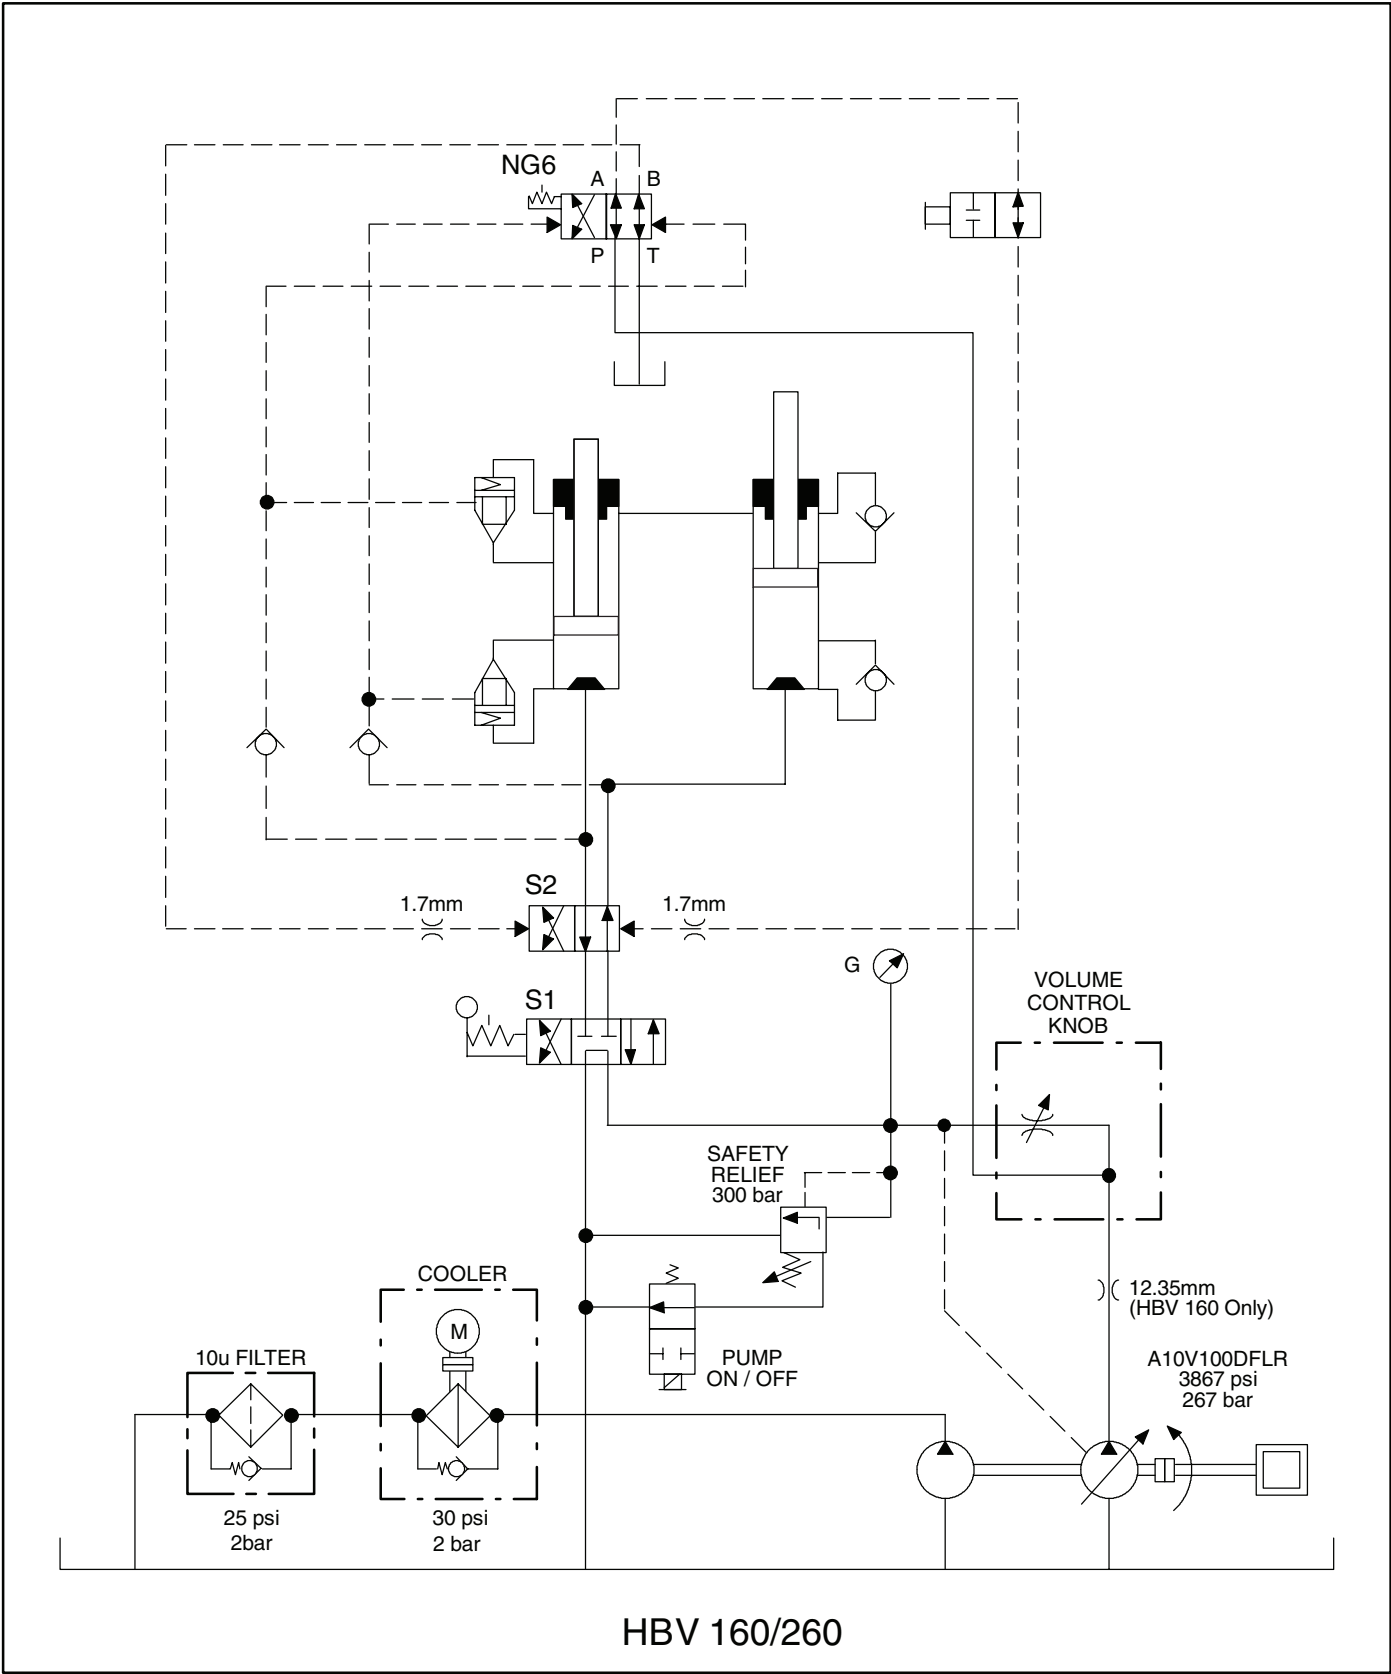 NG6
A
B
P
T
S2
1.7mm
1.7mm
G
S1
VOLUME
CONTROL
KNOB
SAFETY
RELIEF
300 bar
COOLER
M
12.35mm
(HBV 160 Only)
10u FILTER
PUMP
ON / OFF
A10V100DFLR
3867 psi
267 bar
25 psi
2bar
30 psi
2 bar
HBV 160/260